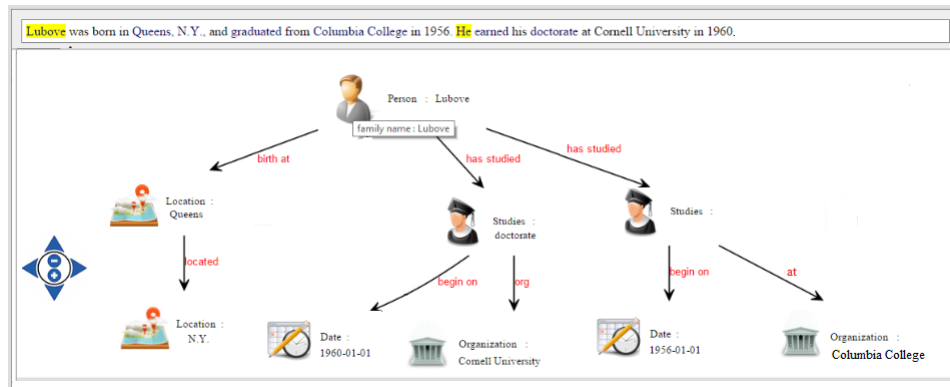 Lubove was born in Queens, N.Y., and graduated from Columbia College in 1956. He earned his doctorate at Cornell University in 1960.
Person : Lubove
family name : Lubove
birth at
has studied
has studied
Location :
Queens
Studies :
doctorate
Studies :
located
begin on
org
begin on
at
Location :
N.Y.
Date :
1960-01-01
Organization :
Cornell University
Date :
1956-01-01
Organization :
Columbia College